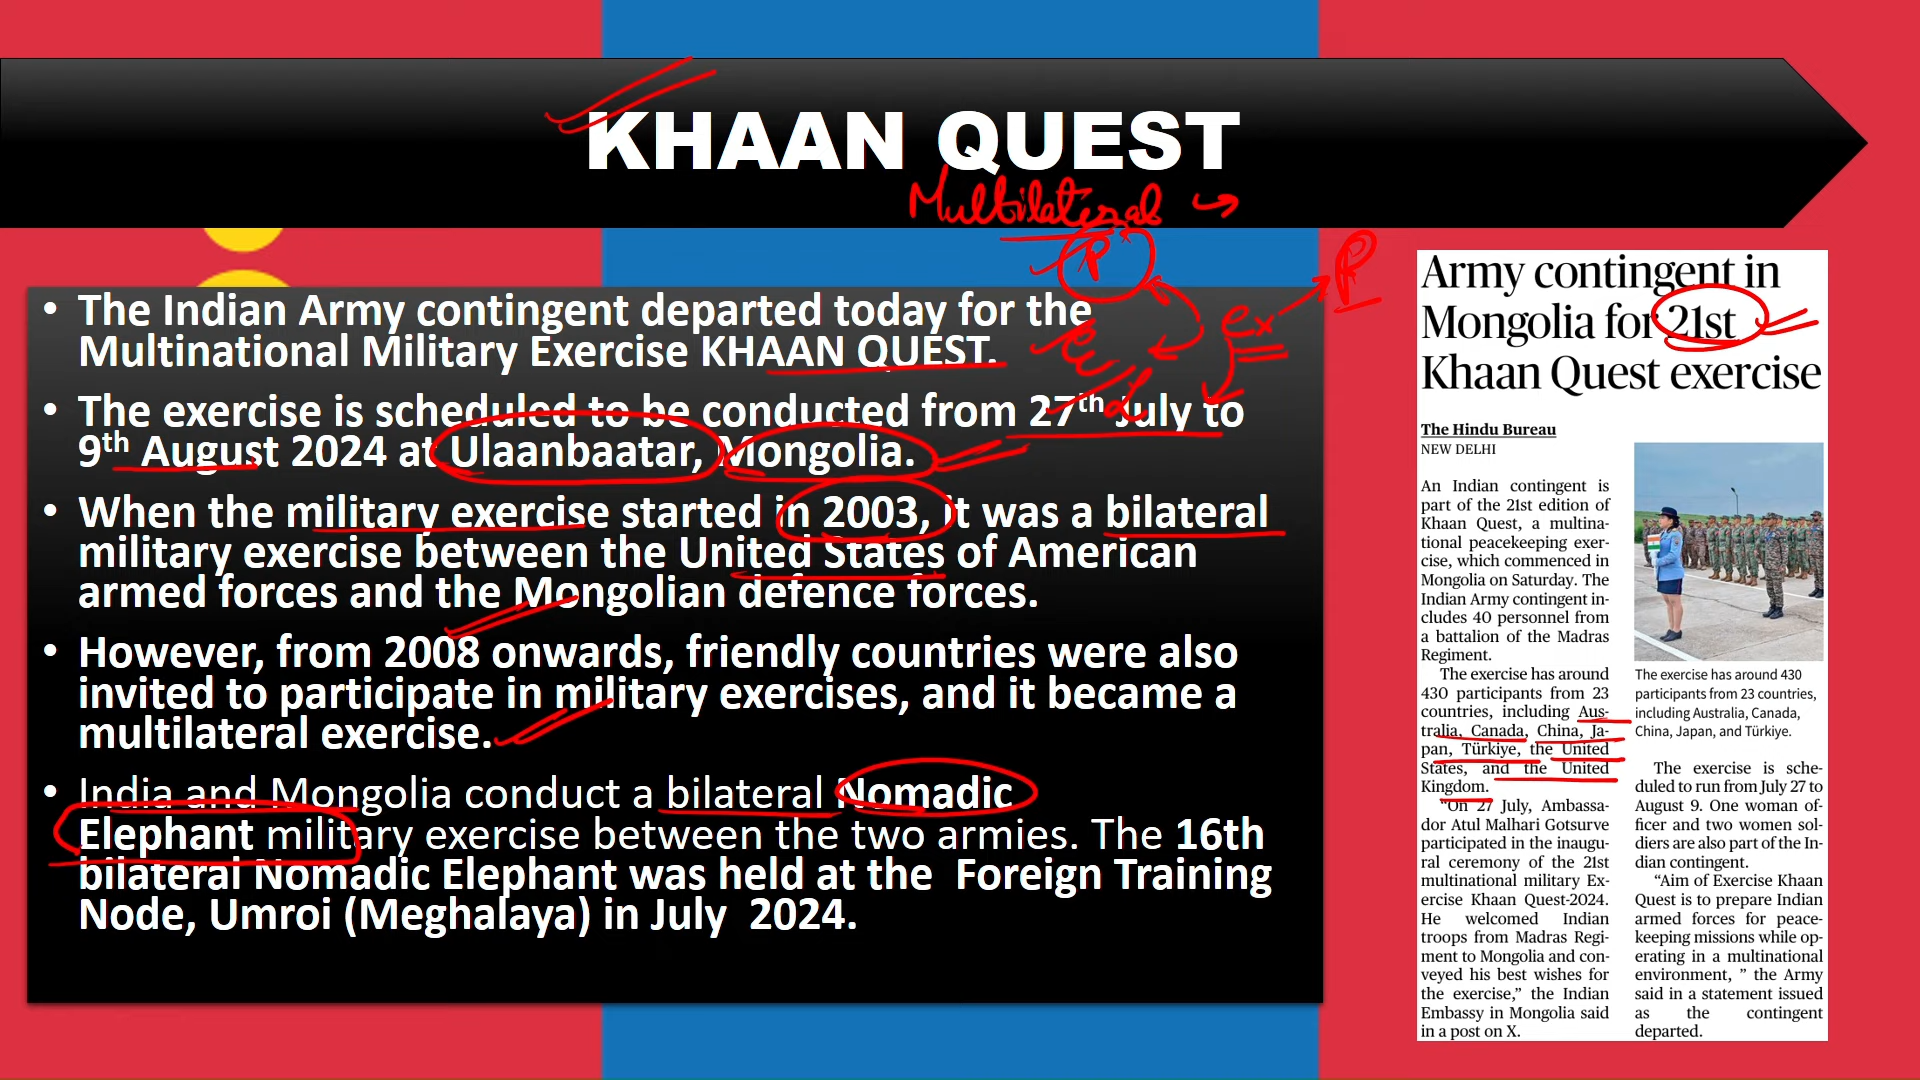 KHAAN QUEST
Multilateral
P
ex
P
• The Indian Army contingent departed today for the
Multinational Military Exercise KHAAN QUEST.
• The exercise is scheduled to be conducted from 27th July to
9th August 2024 at Ulaanbaatar, Mongolia.
• When the military exercise started in 2003, it was a bilateral
military exercise between the United States of American
armed forces and the Mongolian defence forces.
• However, from 2008 onwards, friendly countries were also
invited to participate in military exercises, and it became a
multilateral exercise.
• India and Mongolia conduct a bilateral Nomadic
Elephant military exercise between the two armies. The 16th
bilateral Nomadic Elephant was held at the Foreign Training
Node, Umroi (Meghalaya) in July 2024.
Army contingent in
Mongolia for 21st
Khaan Quest exercise
The Hindu Bureau
NEW DELHI
An Indian contingent is
part of the 21st edition of
Khaan Quest, a multina-
tional peacekeeping exer-
cise, which commenced in
Mongolia on Saturday. The
Indian Army contingent in-
cludes 40 personnel from
a battalion of the Madras
Regiment.
The exercise has around
430 participants from 23
countries, including Aus-
tralia, Canada, China, Ja-
pan, Türkiye, the United
States, and the United
Kingdom.
"On 27 July, Ambassa-
dor Atul Malhari Gotsurve
participated in the inaugu-
ral ceremony of the 21st
multinational military Ex-
ercise Khaan Quest-2024.
He welcomed Indian
troops from Madras Regi-
ment to Mongolia and con-
veyed his best wishes for
the exercise," the Indian
Embassy in Mongolia said
in a post on X.
The exercise has around 430
participants from 23 countries,
including Australia, Canada,
China, Japan, and Türkiye.
The exercise is sche-
duled to run from July 27 to
August 9. One woman of-
ficer and two women sol-
diers are also part of the In-
dian contingent.
“Aim of Exercise Khaan
Quest is to prepare Indian
armed forces for peace-
keeping missions while op-
erating in a multinational
environment, ” the Army
said in a statement issued
as the contingent
departed.